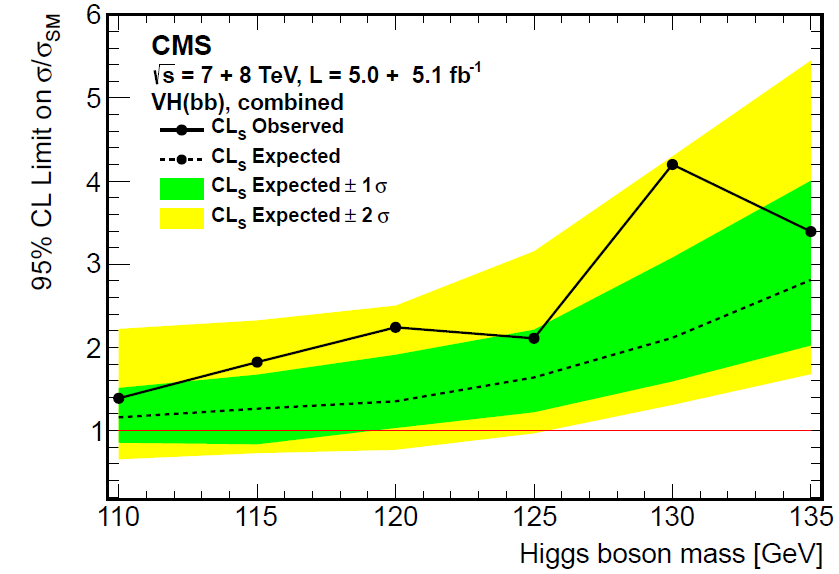 95% CL Limit on σ/σSM
6
5
4
3
2
1
CMS
√s = 7 + 8 TeV, L = 5.0 + 5.1 fb-1
VH(bb), combined
CLS Observed
CLS Expected
CLS Expected ± 1 σ
CLS Expected ± 2 σ
110 115 120 125 130 135
Higgs boson mass [GeV]